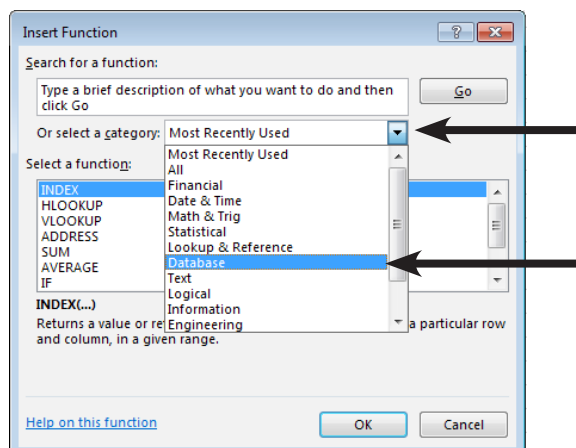 Insert Function
Search for a function:
Type a brief description of what you want to do and then
click Go
Go
Or select a category: Most Recently Used
Most Recently Used
All
Financial
Date & Time
Math & Trig
Statistical
Lookup & Reference
Database
Text
Logical
Information
Engineering
Select a function:
INDEX
HLOOKUP
VLOOKUP
ADDRESS
SUM
AVERAGE
IF
INDEX(...)
Returns a value or re a particular row
and column, in a given range.
Help on this function
OK
Cancel